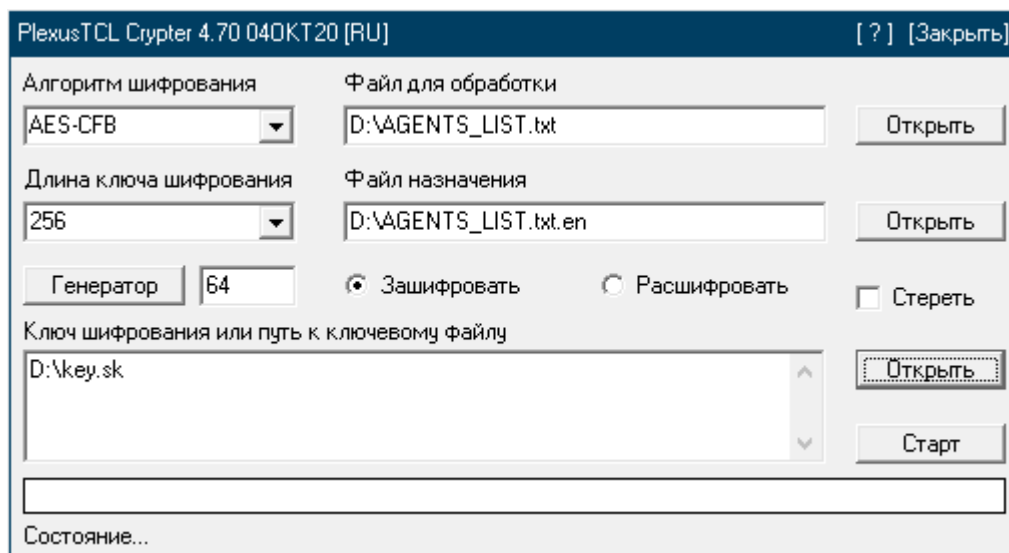 PlexusTCL Crypter 4.70 04OKT20 [RU] [ ? ] [Закрыть]
Алгоритм шифрования Файл для обработки
AES-CFB D:\AGENTS_LIST.txt Открыть
Длина ключа шифрования Файл назначения
256 D:\AGENTS_LIST.txt.en Открыть
Генератор 64 Зашифровать Расшифровать Стереть
Ключ шифрования или путь к ключевому файлу
D:\key.sk Открыть
Старт
Состояние...